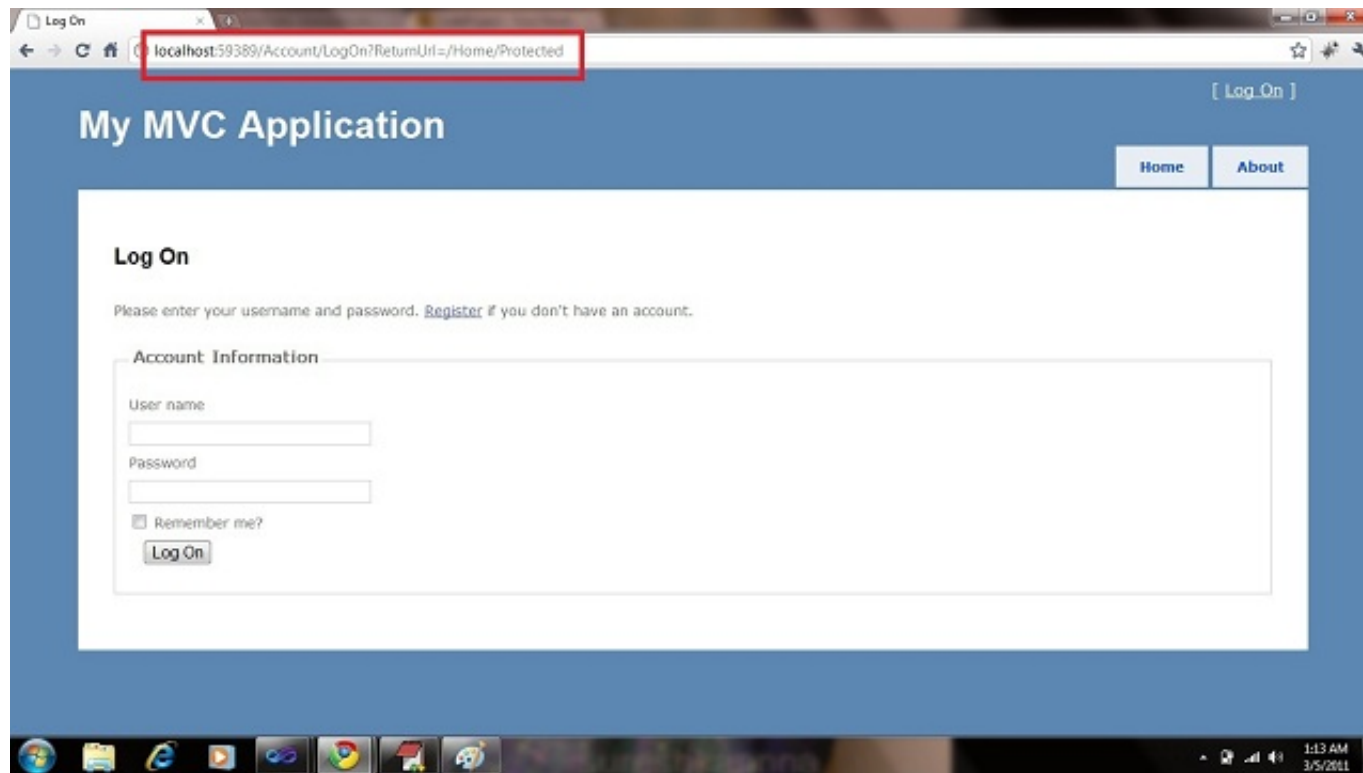 Log On
localhost:59389/Account/LogOn?ReturnUrl=/Home/Protected
[ Log On ]
My MVC Application
Home
About
Log On
Please enter your username and password. Register if you don't have an account.
Account Information
User name
Password
Remember me?
Log On
1:13 AM
3/5/2011